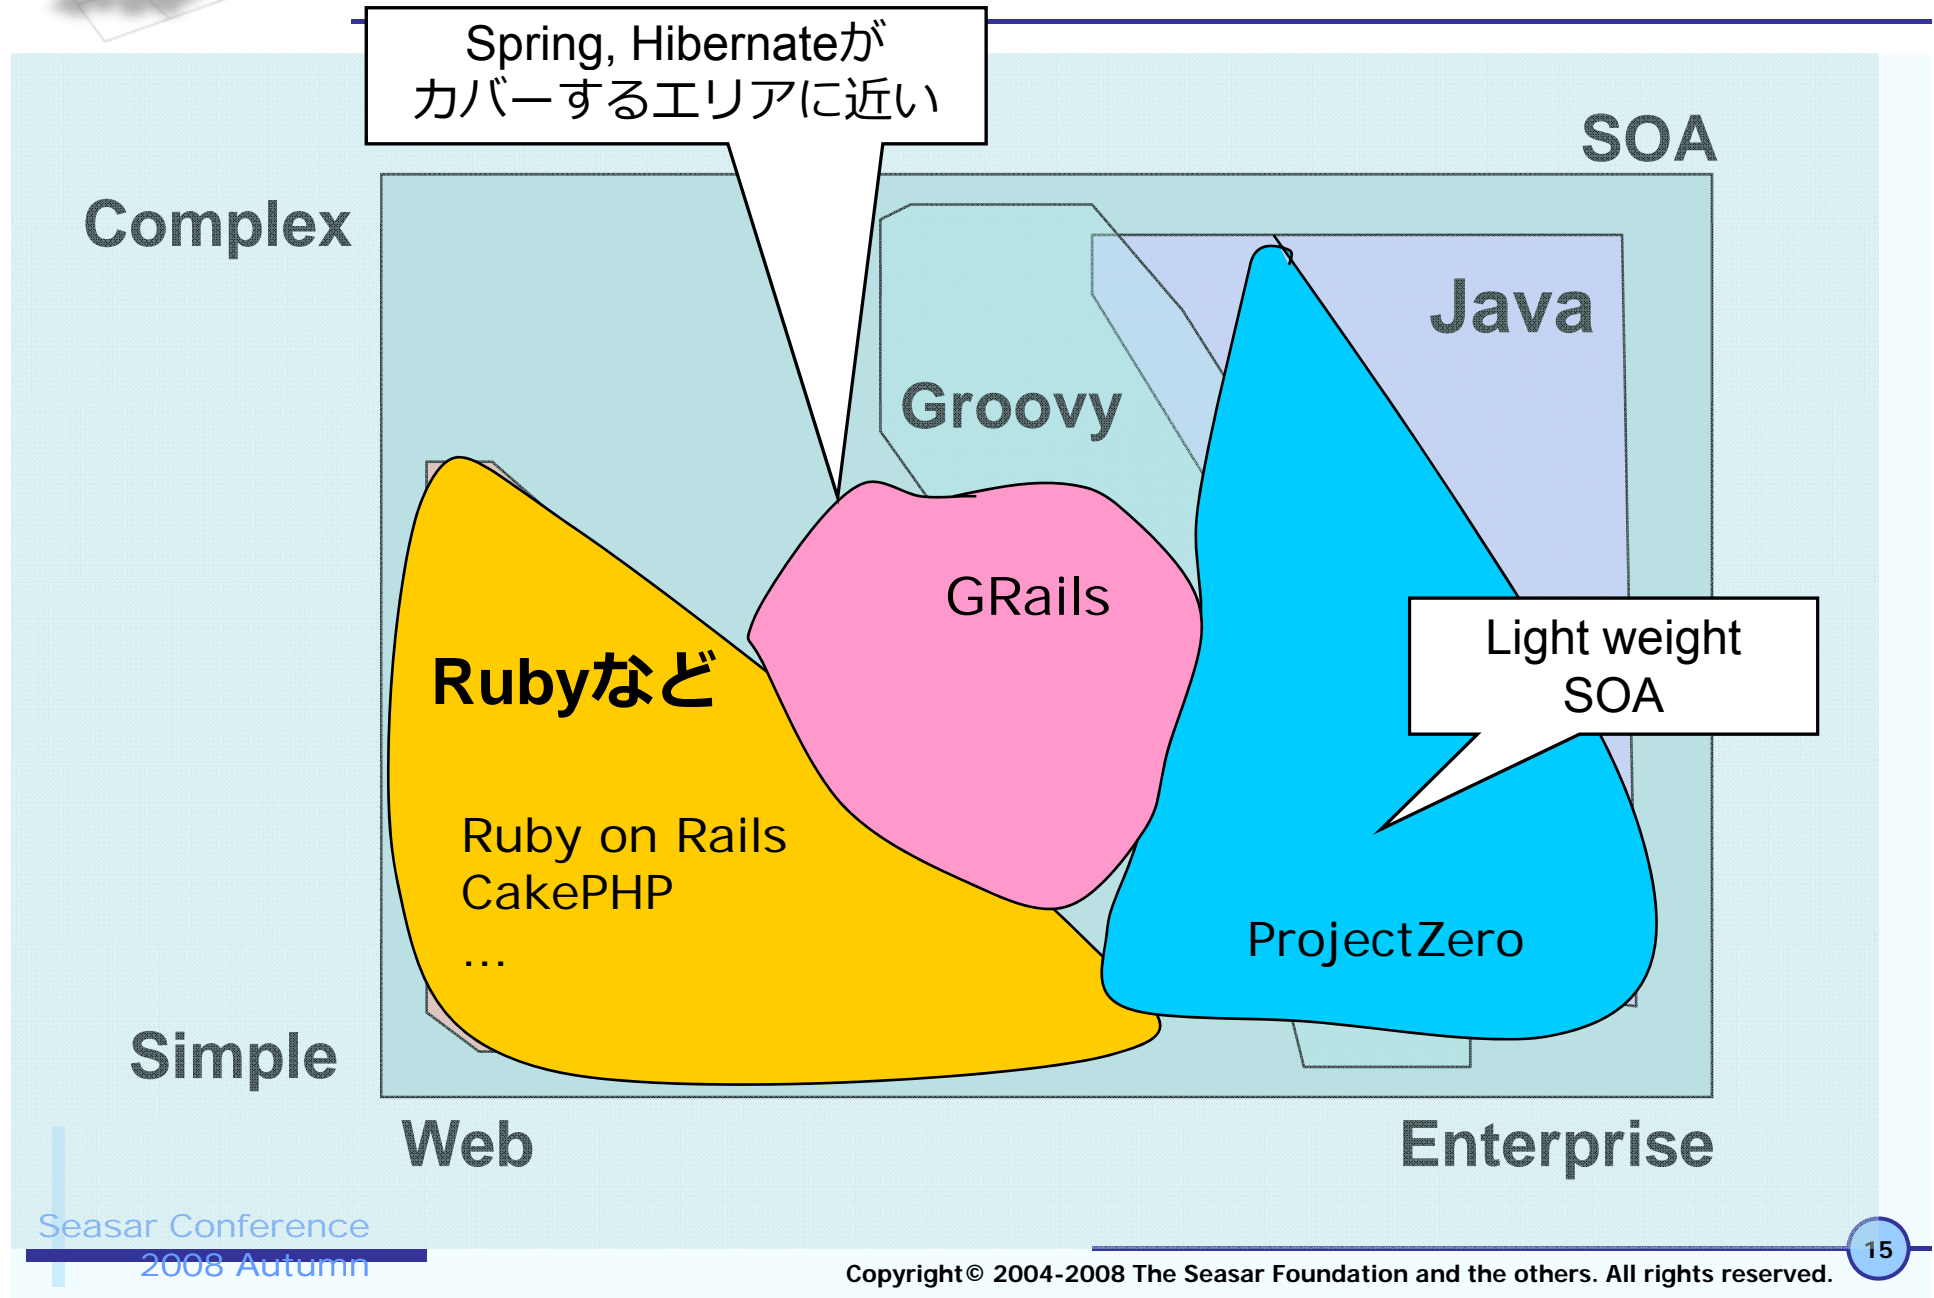 Spring, Hibernateが
カバーするエリアに近い
SOA
Complex
Java
Groovy
GRails
Light weight
SOA
Rubyなど
Ruby on Rails
CakePHP
...
ProjectZero
Simple
Web
Enterprise
Seasar Conference
2008 Autumn
15
Copyright© 2004-2008 The Seasar Foundation and the others. All rights reserved.